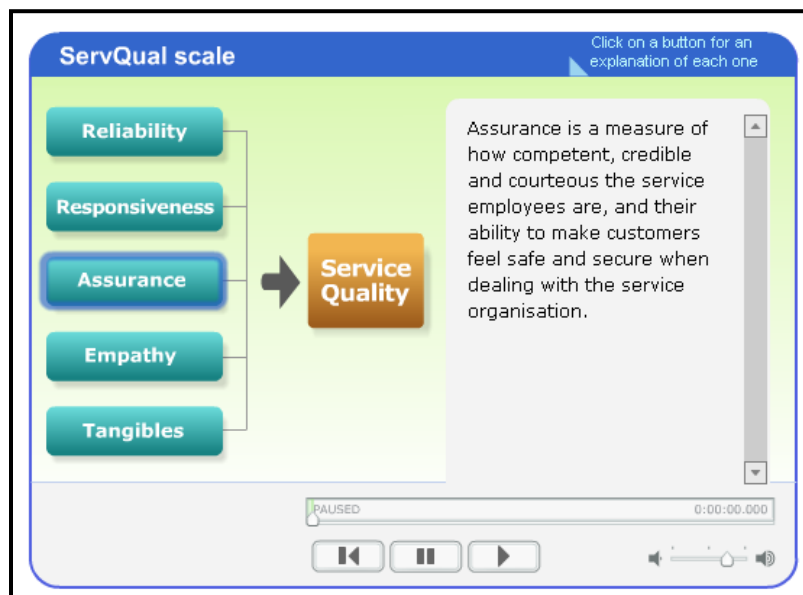 ServQual scale
Click on a button for an
explanation of each one
Reliability
Responsiveness
Assurance
Empathy
Tangibles
Service
Quality
Assurance is a measure of
how competent, credible
and courteous the service
employees are, and their
ability to make customers
feel safe and secure when
dealing with the service
organisation.
PAUSED
0:00:00.000